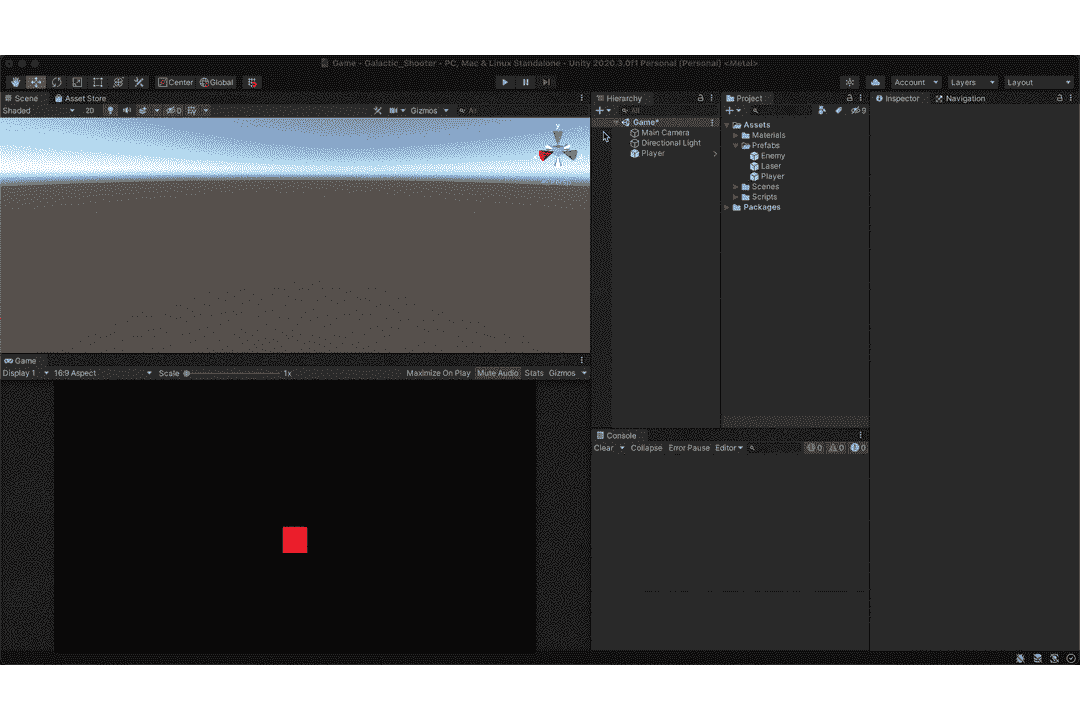 Game - Galactic_Shooter - PC, Mac & Linux Standalone - Unity 2020.3.0f1 Personal [Personal] <Metal>
Center Global Account Layers Layout
Scene Asset Store
Shaded 2D 0 Gizmos All
Hierarchy
All
Game*
Main Camera
Directional Light
Player
Project
9
Assets
Materials
Prefabs
Enemy
Laser
Player
Scenes
Scripts
Packages
Inspector Navigation
Game
Display 1 16:9 Aspect Scale 1x Maximize On Play Mute Audio Stats Gizmos
Console
Clear Collapse Error Pause Editor 0 0 0